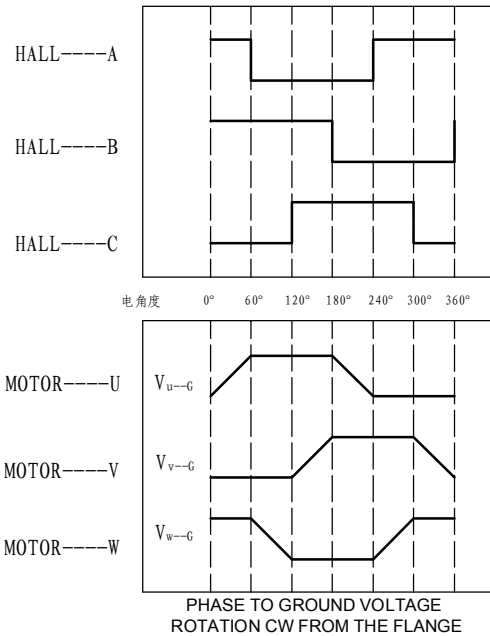 HALL----A
HALL----B
HALL----C
电角度 0° 60° 120° 180° 240° 300° 360°
MOTOR----U Vu--G
MOTOR----V Vv--G
MOTOR----W Vw--G
PHASE TO GROUND VOLTAGE
ROTATION CW FROM THE FLANGE